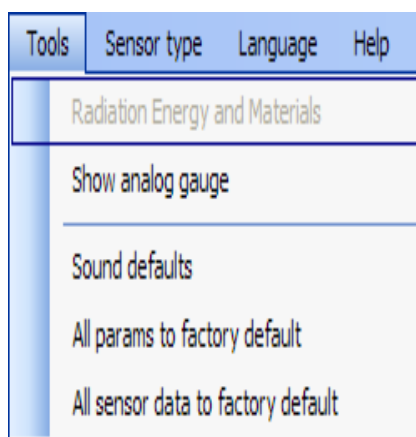 Tools Sensor type Language Help
Radiation Energy and Materials
Show analog gauge
Sound defaults
All params to factory default
All sensor data to factory default